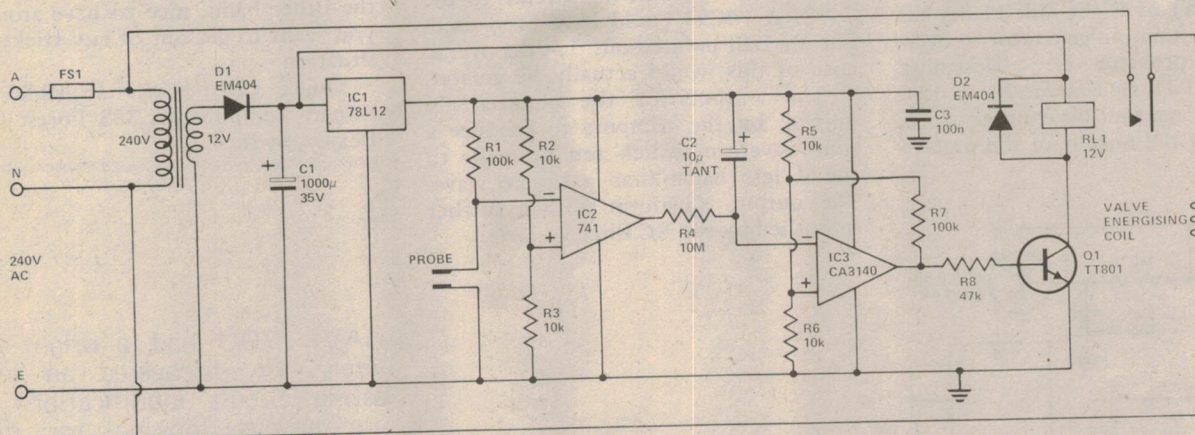 A
FS1
240V
12V
D1
EM404
IC1
78L12
+
C1
1000µ
35V
N
240V
AC
E
R1
100k
R2
10k
PROBE
R3
10k
−
+
IC2
741
R4
10M
C2
10µ
TANT
+
R5
10k
−
+
IC3
CA3140
R6
10k
C3
100n
R7
100k
R8
47k
D2
EM404
RL1
12V
Q1
TT801
VALVE
ENERGISING
COIL